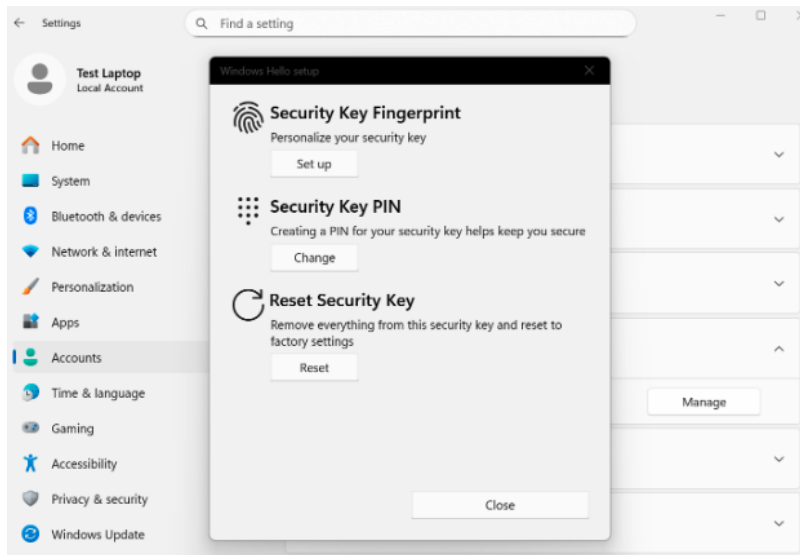 Settings
Find a setting
Test Laptop
Local Account
Home
System
Bluetooth & devices
Network & internet
Personalization
Apps
Accounts
Time & language
Gaming
Accessibility
Privacy & security
Windows Update
Windows Hello setup
Security Key Fingerprint
Personalize your security key
Set up
Security Key PIN
Creating a PIN for your security key helps keep you secure
Change
Reset Security Key
Remove everything from this security key and reset to
factory settings
Reset
Close
Manage